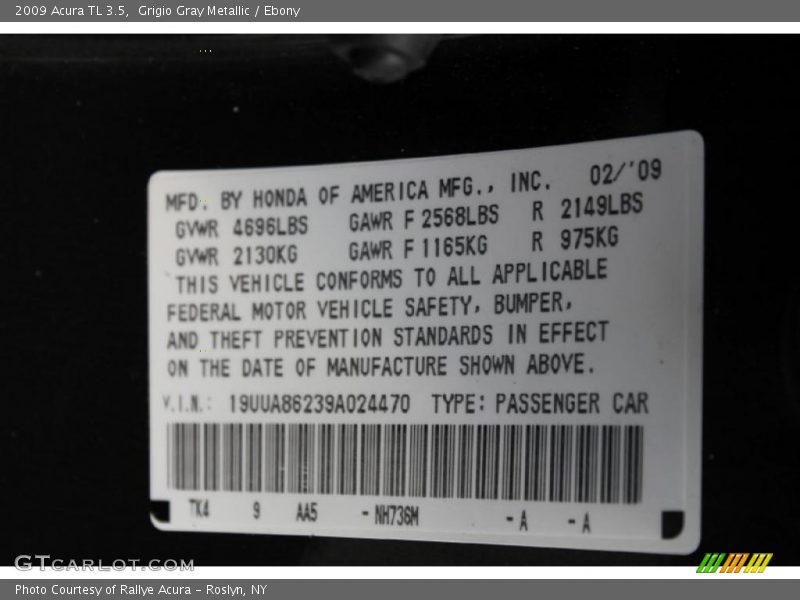 2009 Acura TL 3.5,  Grigio Gray Metallic / Ebony
MFD. BY HONDA OF AMERICA MFG., INC. 02/'09
GVWR 4696LBS GAWR F 2568LBS R 2149LBS
GVWR 2130KG GAWR F 1165KG R 975KG
THIS VEHICLE CONFORMS TO ALL APPLICABLE
FEDERAL MOTOR VEHICLE SAFETY, BUMPER,
AND THEFT PREVENTION STANDARDS IN EFFECT
ON THE DATE OF MANUFACTURE SHOWN ABOVE.
V.I.N.: 19UUA86239A024470 TYPE: PASSENGER CAR
TK4 9 AA5 -NH736M -A -A
GTcarlot.com
Photo Courtesy of Rallye Acura - Roslyn, NY